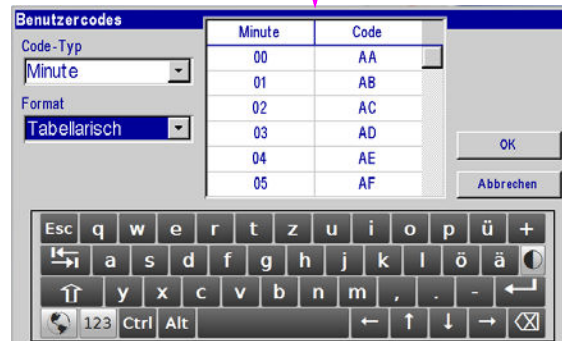 Benutzercodes
Code-Typ
Minute
Format
Tabellarisch
Minute Code
00 AA
01 AB
02 AC
03 AD
04 AE
05 AF
OK
Abbrechen
Esc q w e r t z u i o p ü +
a s d f g h j k l ö ä
y x c v b n m , . -
123 Ctrl Alt ← ↑ ↓ →